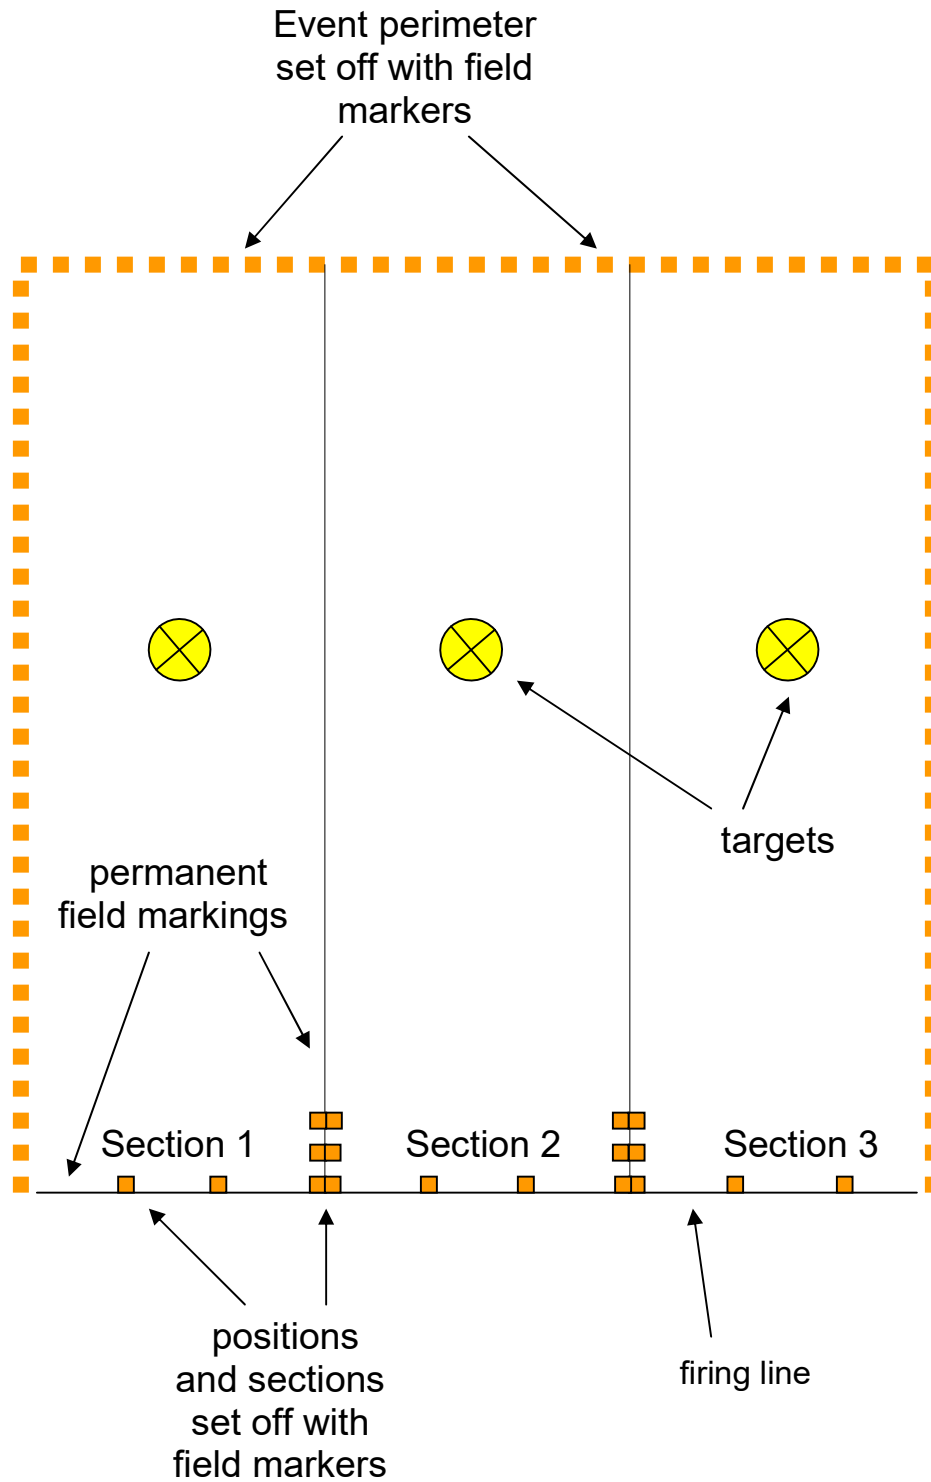 Event perimeter
set off with field
markers
targets
permanent
field markings
Section 1
Section 2
Section 3
positions
and sections
set off with
field markers
firing line